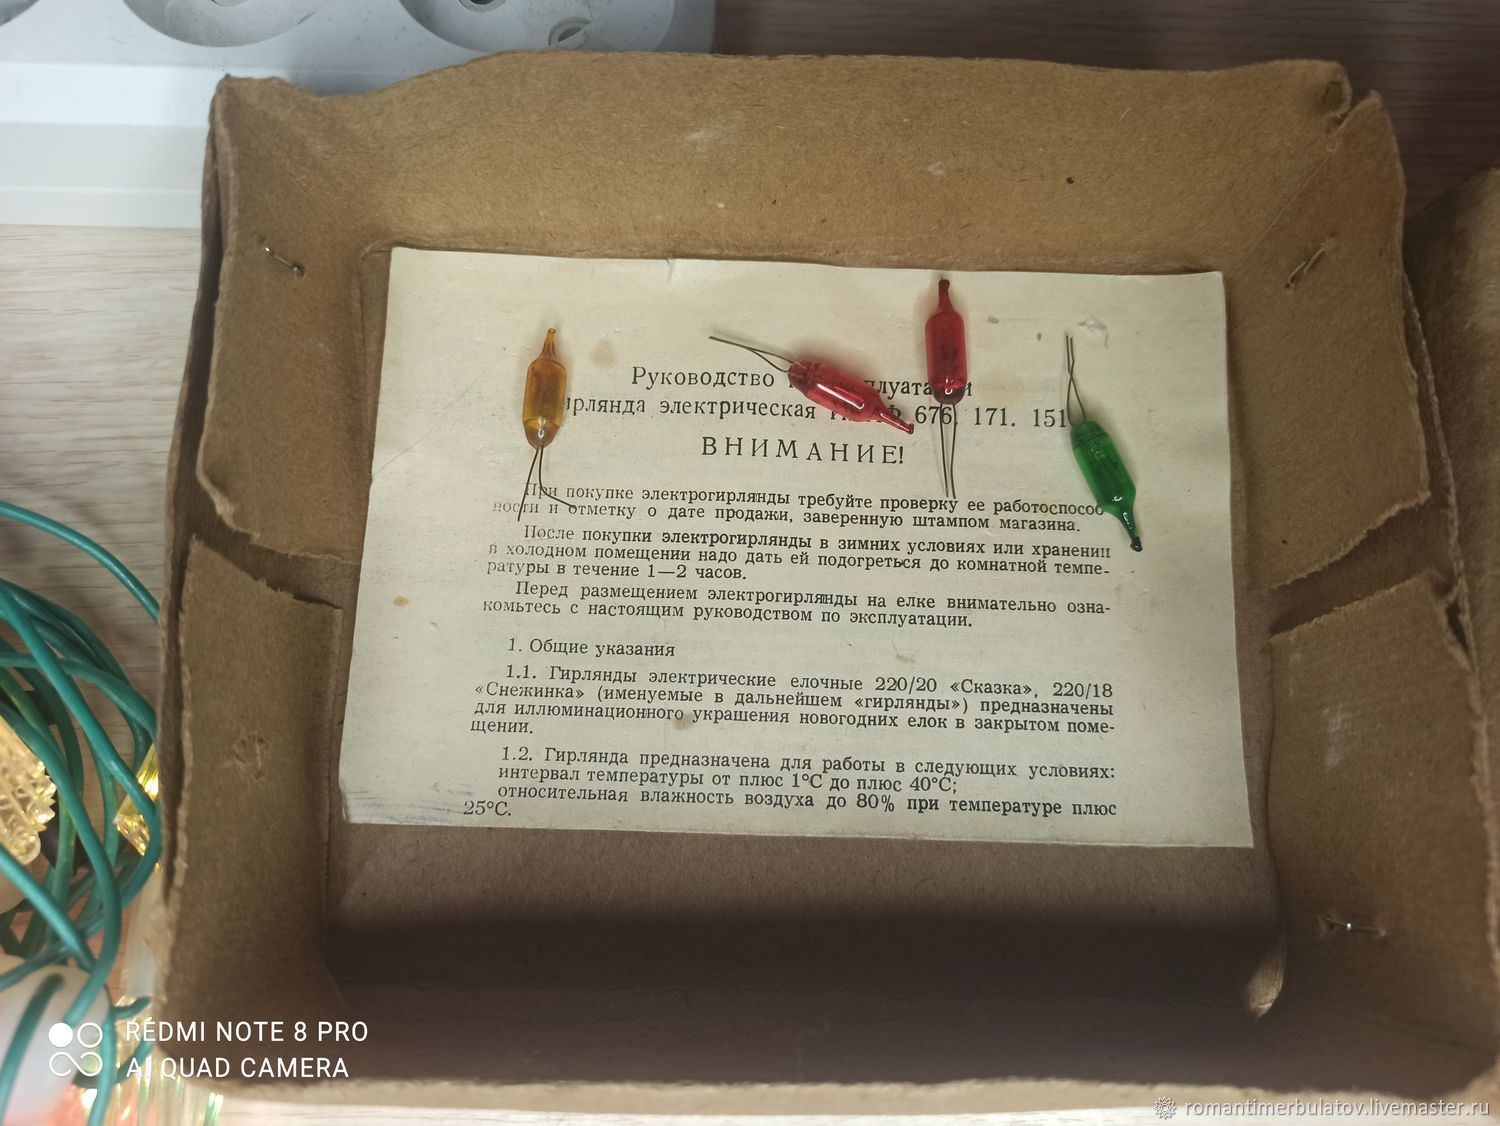 Руководство
электрическая 676. 171. 151
ВНИМАНИЕ!
При покупке электрогирлянды требуйте проверку ее работоспособ
ности и отметку о дате продажи, заверенную штампом магазина.
После покупки электрогирлянды в зимних условиях или хранении
в холодном помещении надо дать ей подогреться до комнатной темпе-
ратуры в течение 1—2 часов.
Перед размещением электрогирлянды на елке внимательно озна-
комьтесь с настоящим руководством по эксплуатации.
1. Общие указания
1.1. Гирлянды электрические елочные 220/20 «Сказка», 220/18
«Снежинка» (именуемые в дальнейшем «гирлянды») предназначены
для иллюминационного украшения новогодних елок в закрытом поме-
щении.
1.2. Гирлянда предназначена для работы в следующих условиях:
интервал температуры от плюс 1°С до плюс 40°С;
относительная влажность воздуха до 80% при температуре плюс
25°С.
REDMI NOTE 8 PRO
AI QUAD CAMERA
romantimerbulatov.livemaster.ru